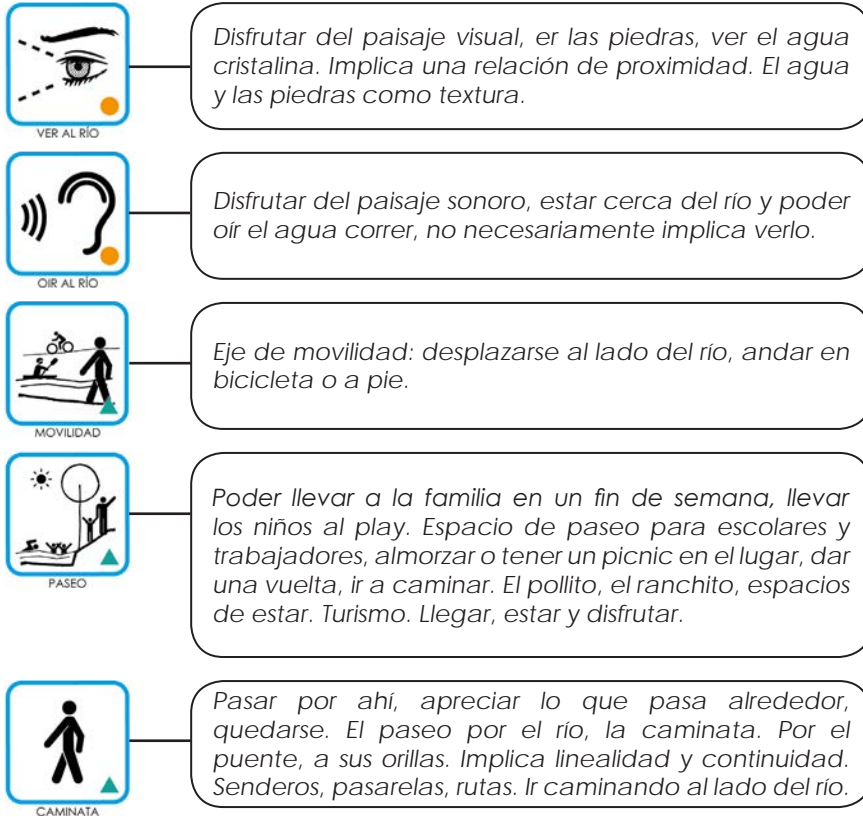 Disfrutar del paisaje visual, er las piedras, ver el agua
cristalina. Implica una relación de proximidad. El agua
y las piedras como textura.
VER AL RÍO
Disfrutar del paisaje sonoro, estar cerca del río y poder
oír el agua correr, no necesariamente implica verlo.
OIR AL RÍO
Eje de movilidad: desplazarse al lado del río, andar en
bicicleta o a pie.
MOVILIDAD
Poder llevar a la familia en un fin de semana, llevar
los niños al play. Espacio de paseo para escolares y
trabajadores, almorzar o tener un picnic en el lugar, dar
una vuelta, ir a caminar. El pollito, el ranchito, espacios
de estar. Turismo. Llegar, estar y disfrutar.
PASEO
Pasar por ahí, apreciar lo que pasa alrededor,
quedarse. El paseo por el río, la caminata. Por el
puente, a sus orillas. Implica linealidad y continuidad.
Senderos, pasarelas, rutas. Ir caminando al lado del río.
CAMINATA